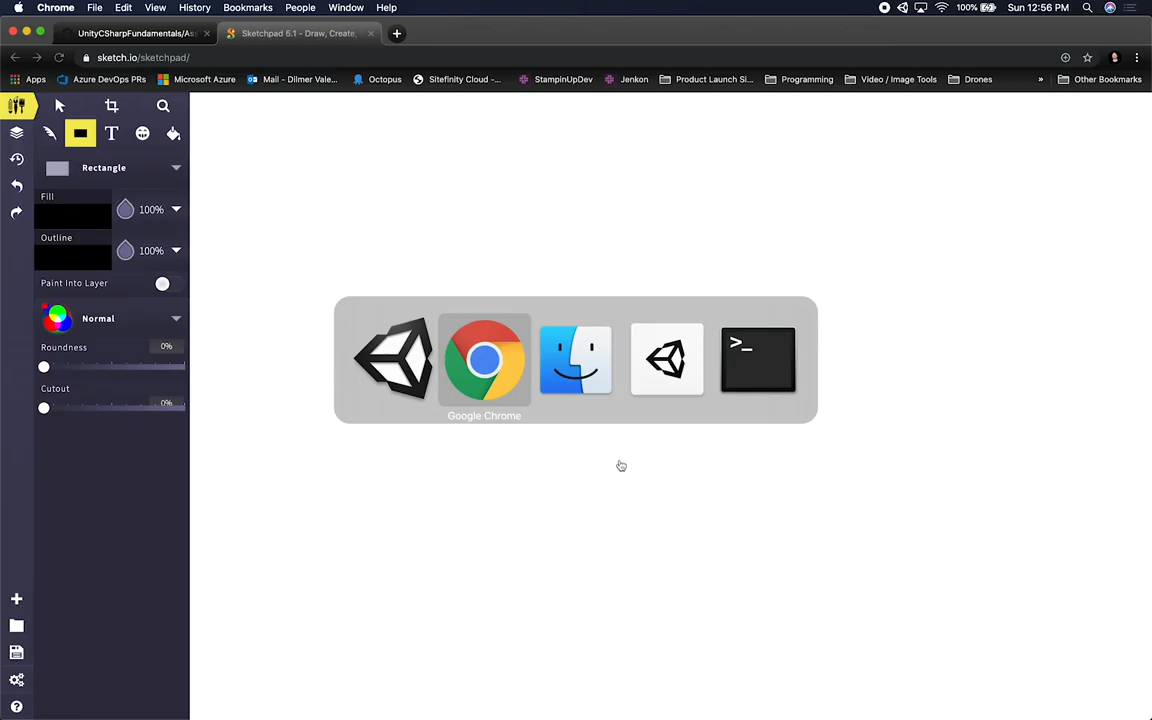 Chrome File Edit View History Bookmarks People Window Help 100% Sun 12:56 PM
UnityCSharpFundamentals/Ass
Sketchpad 5.1 - Draw, Create,
sketch.io/sketchpad/
Apps Azure DevOps PRs Microsoft Azure Mail - Dilmer Vale... Octopus Sitefinity Cloud -... StampinUpDev Jenkon Product Launch Si... Programming Video / Image Tools Drones » Other Bookmarks
T
Rectangle
Fill
100%
Outline
100%
Paint Into Layer
Normal
Roundness 0%
Cutout 0%
>_
Google Chrome